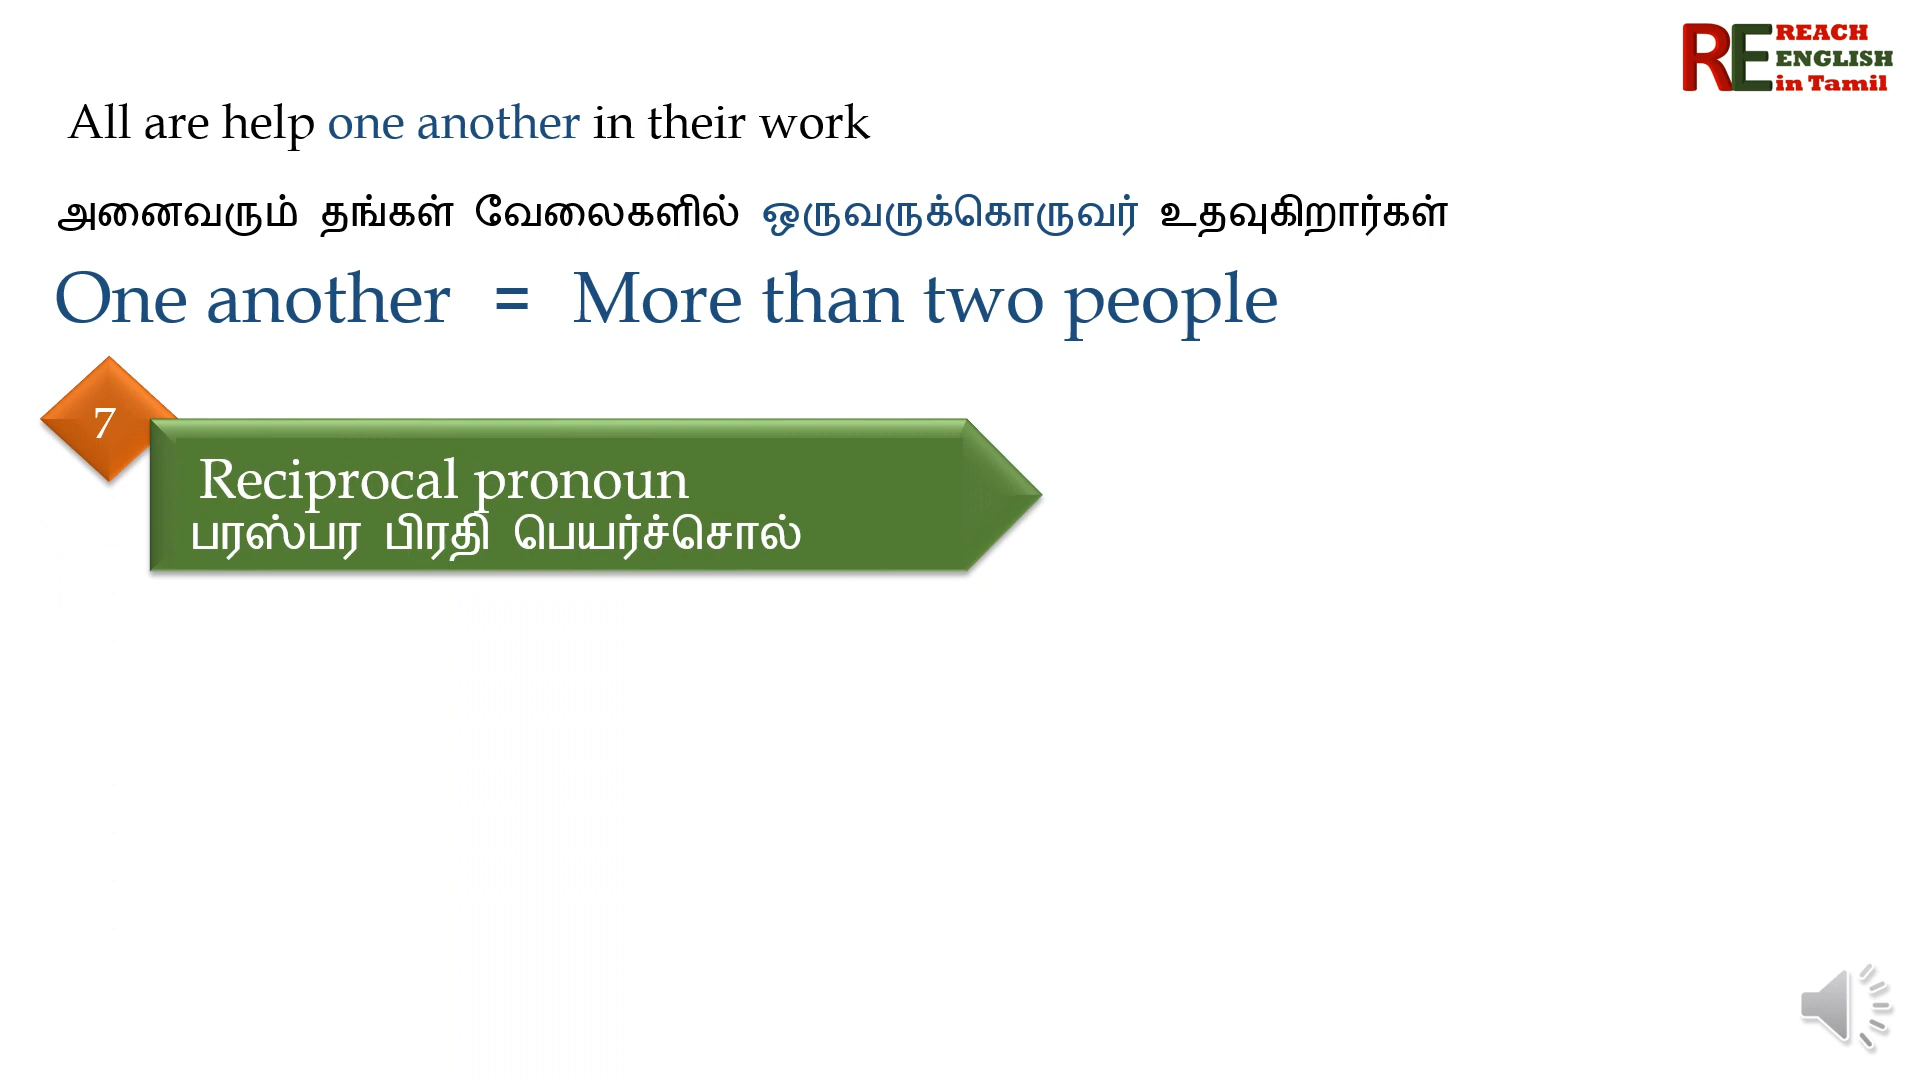 RE REACH
ENGLISH
in Tamil
All are help one another in their work
அனைவரும் தங்கள் வேலைகளில் ஒருவருக்கொருவர் உதவுகிறார்கள்
One another = More than two people
7
Reciprocal pronoun
பரஸ்பர பிரதி பெயர்ச்சொல்